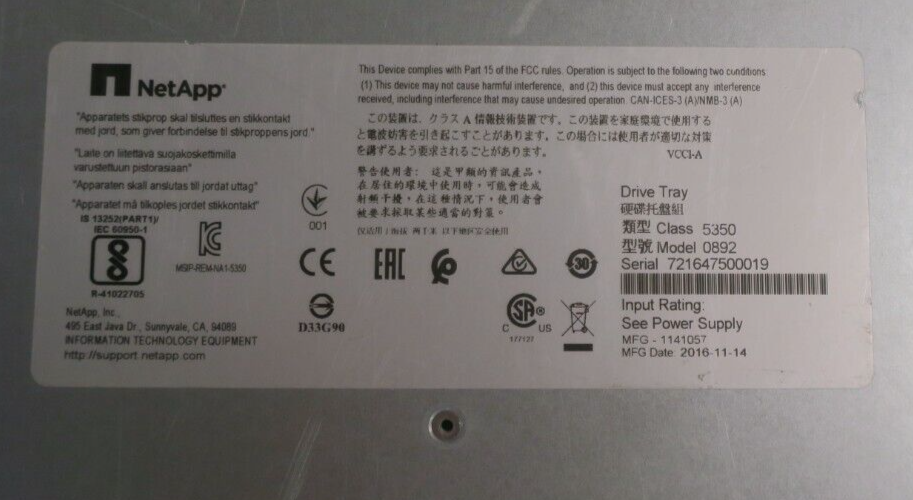 NetApp
"Apparatets stikprop skal tilsluttes en stikkontakt
med jord, som giver forbindelse til stikproppens jord."
"Laite on liitettävä suojakoskettimilla
varustettuun pistorasiaan"
"Apparaten skall anslutas till jordat uttag"
"Apparatet må tilkoples jordet stikkontakt"
IS 13252(PART1)/
IEC 60950-1
R-41022705
MSIP-REM-NA1-5350
NetApp, Inc.,
495 East Java Dr., Sunnyvale, CA, 94089
INFORMATION TECHNOLOGY EQUIPMENT
http://support.netapp.com
001
CE
EAC
D33G90
This Device complies with Part 15 of the FCC rules. Operation is subject to the following two conditions
(1) This device may not cause harmful interference, and (2) this device must accept any interference
received, including interference that may cause undesired operation. CAN-ICES-3 (A)/NMB-3 (A)
この装置は、クラス A 情報技術装置です。この装置を家庭環境で使用する
と電波妨害を引き起こすことがあります。この場合には使用者が適切な対策
を講ずるよう要求されることがあります。
VCCI-A
警告使用者: 這是甲類的資訊產品,
在居住的環境中使用時,可能會造成
射頻干擾,在這種情況下,使用者會
被要求採取某些適當的對策。
以下地区安全使用
30
CSA
C US
177127
Drive Tray
硬碟托盤組
類型 Class 5350
型號 Model 0892
Serial 721647500019
Input Rating:
See Power Supply
MFG - 1141057
MFG Date: 2016-11-14